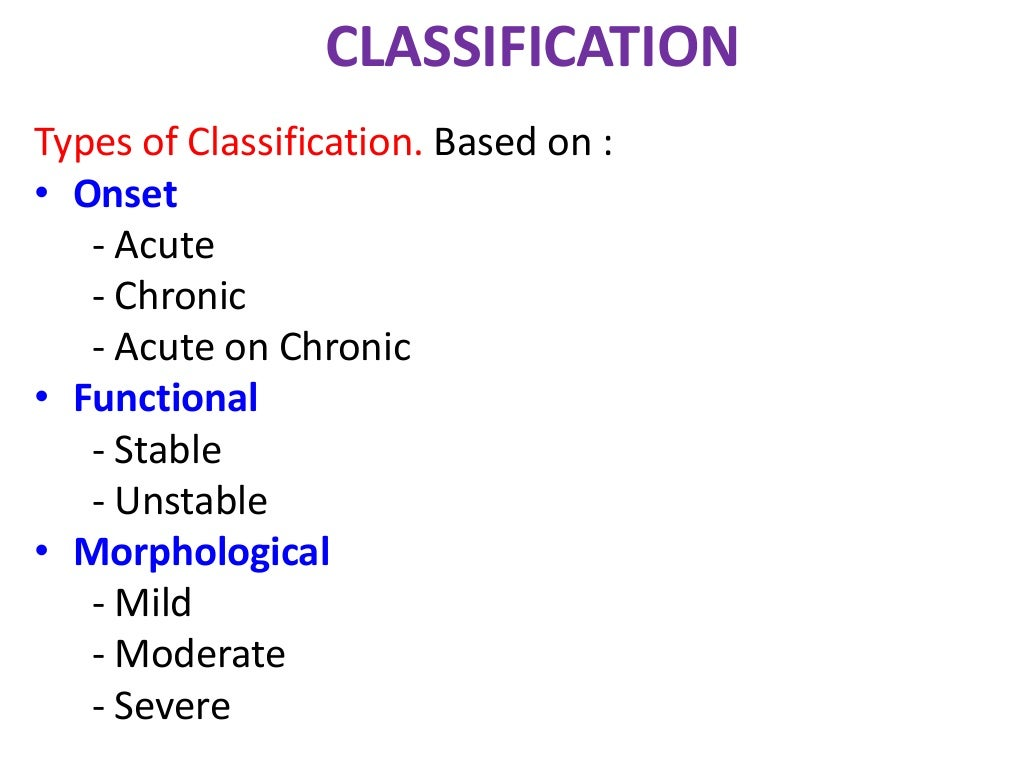 CLASSIFICATION
Types of Classification. Based on :
• Onset
- Acute
- Chronic
- Acute on Chronic
• Functional
- Stable
- Unstable
• Morphological
- Mild
- Moderate
- Severe